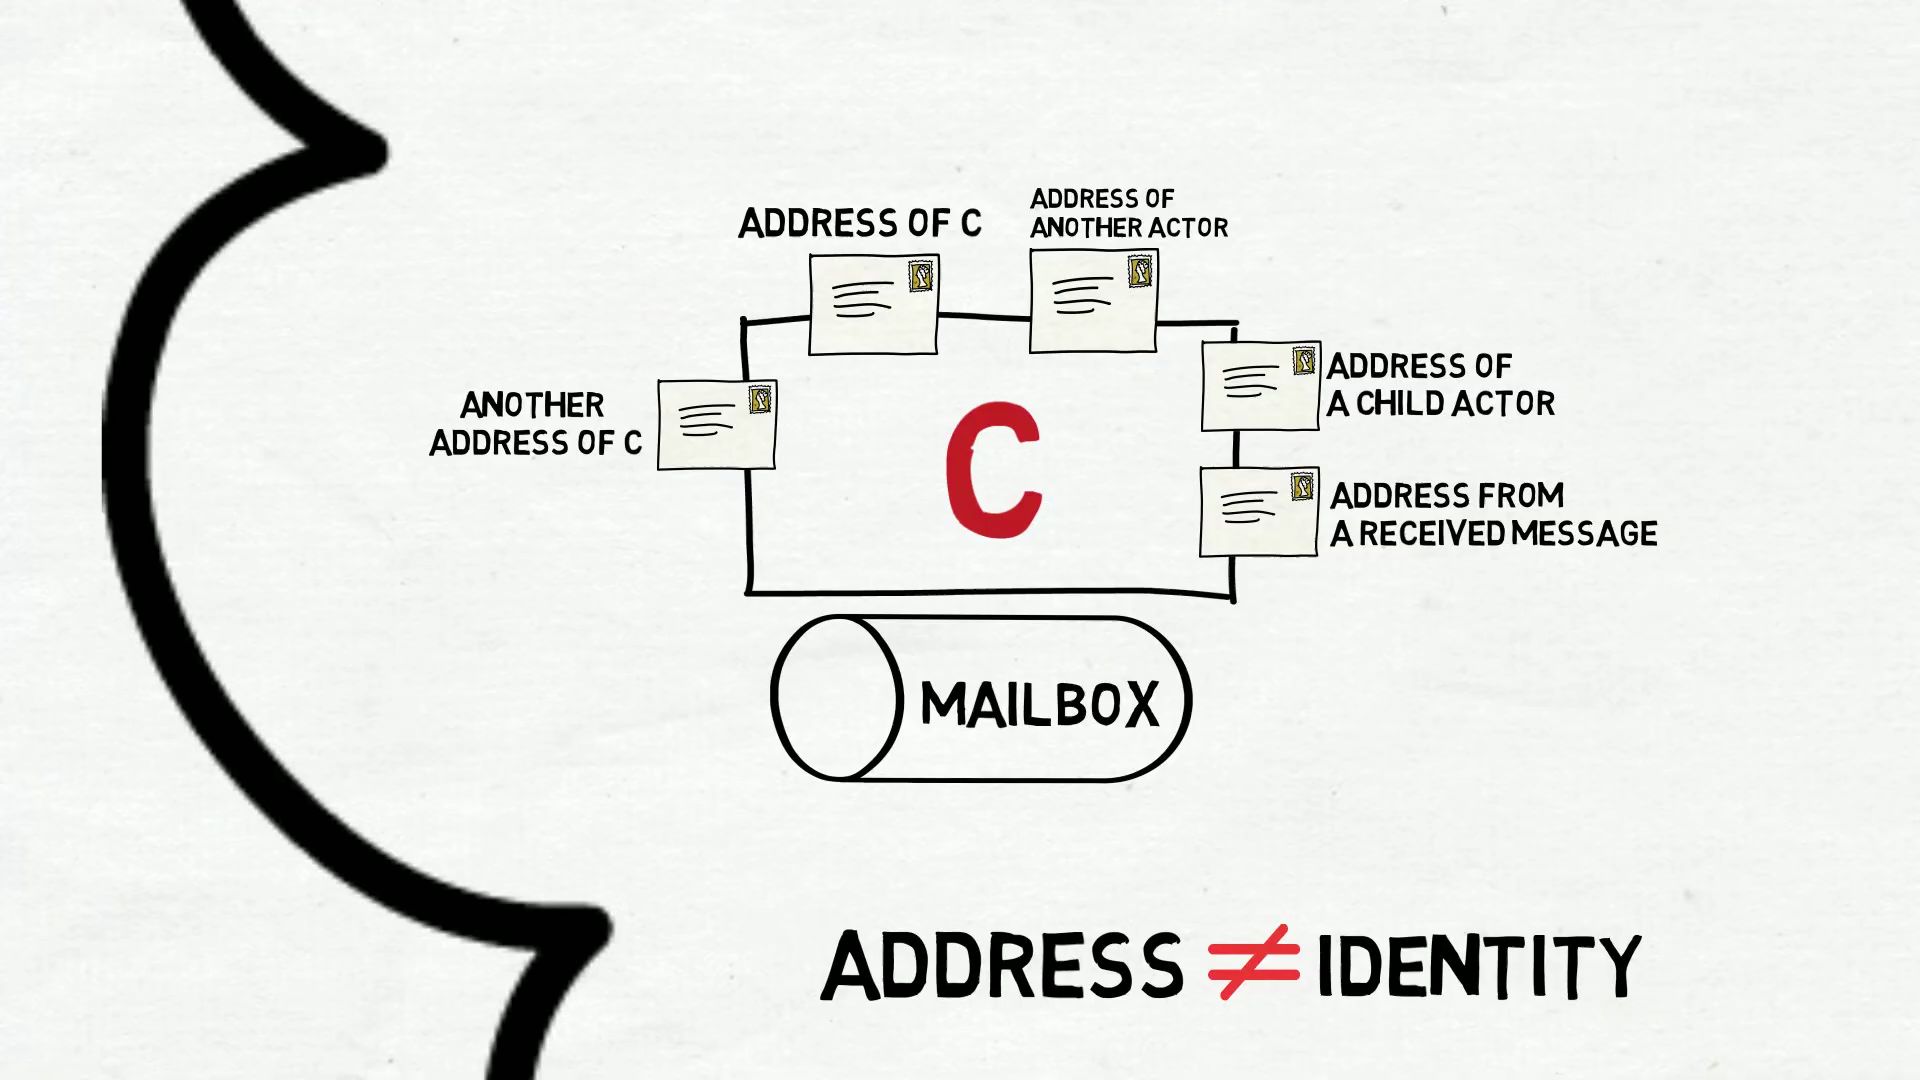 ADDRESS OF C
ADDRESS OF
ANOTHER ACTOR
ANOTHER
ADDRESS OF C
C
ADDRESS OF
A CHILD ACTOR
ADDRESS FROM
A RECEIVED MESSAGE
MAILBOX
ADDRESS ≠ IDENTITY